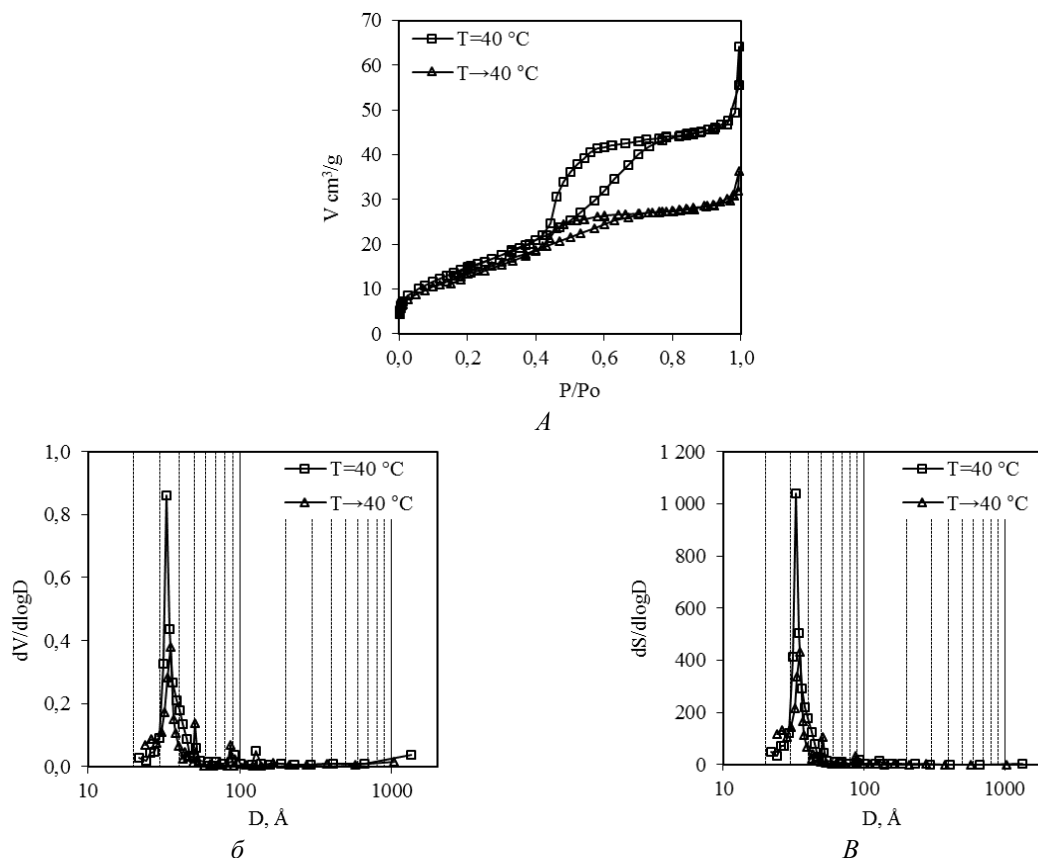 70
60
50
40
30
20
10
0
V cm³/g
T=40 °C
T→40 °C
0,0 0,2 0,4 0,6 0,8 1,0
P/Po
А
1,0
0,8
0,6
0,4
0,2
0,0
dV/dlogD
T=40 °C
T→40 °C
10 100 1000
D, Å
б
1 200
1 000
800
600
400
200
0
dS/dlogD
T=40 °C
T→40 °C
10 100 1000
D, Å
В